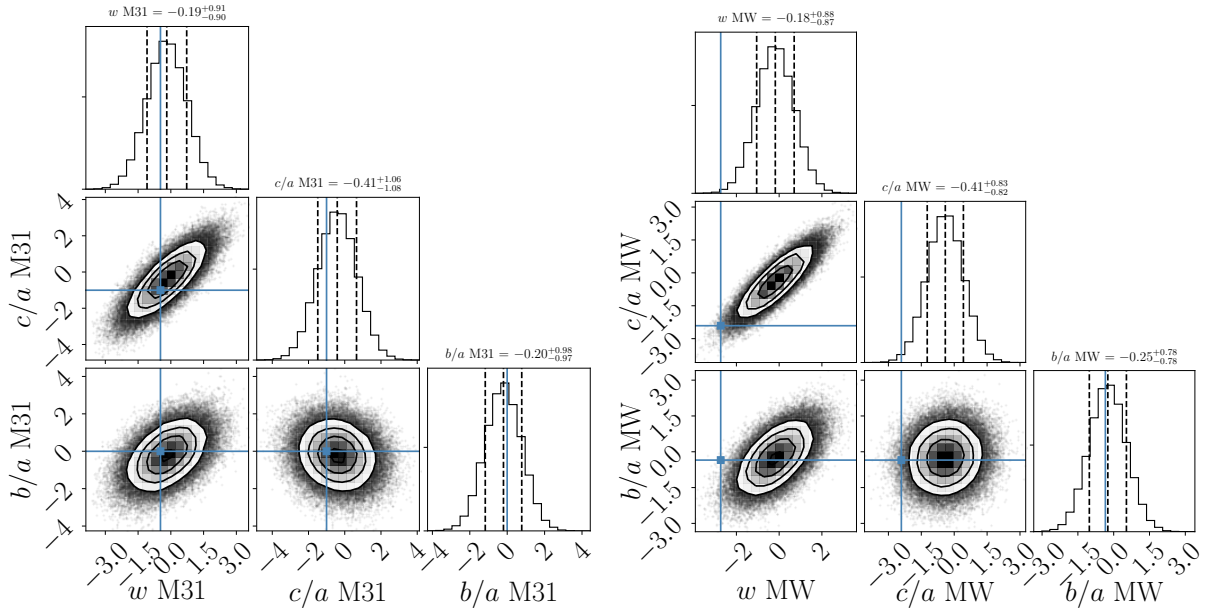 w M31 = −0.19+0.91−0.90
c/a M31 = −0.41+1.06−1.08
b/a M31 = −0.20+0.98−0.97
c/a M31
4
2
0
−2
−4
b/a M31
4
2
0
−2
−4
−3.0 −1.5 0.0 1.5 3.0
w M31
−4 −2 0 2 4
c/a M31
−4 −2 0 2 4
b/a M31
w MW = −0.18+0.88−0.87
c/a MW = −0.41+0.83−0.82
b/a MW = −0.25+0.78−0.78
c/a MW
3.0
1.5
0.0
−1.5
−3.0
b/a MW
3.0
1.5
0.0
−1.5
−3.0
−2 0 2
w MW
−3.0 −1.5 0.0 1.5 3.0
c/a MW
−3.0 −1.5 0.0 1.5 3.0
b/a MW